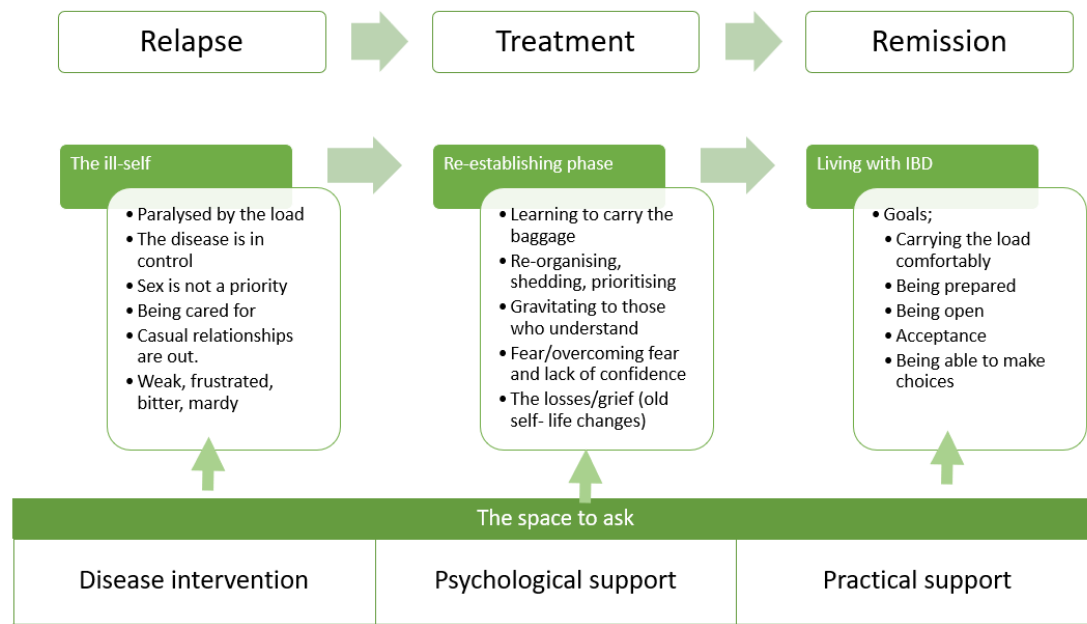 Relapse
Treatment
Remission
The ill-self
• Paralysed by the load
• The disease is in
control
• Sex is not a priority
• Being cared for
• Casual relationships
are out.
• Weak, frustrated,
bitter, mardy
Re-establishing phase
• Learning to carry the
baggage
• Re-organising,
shedding, prioritising
• Gravitating to those
who understand
• Fear/overcoming fear
and lack of confidence
• The losses/grief (old
self- life changes)
Living with IBD
• Goals;
• Carrying the load
comfortably
• Being prepared
• Being open
• Acceptance
• Being able to make
choices
The space to ask
Disease intervention
Psychological support
Practical support